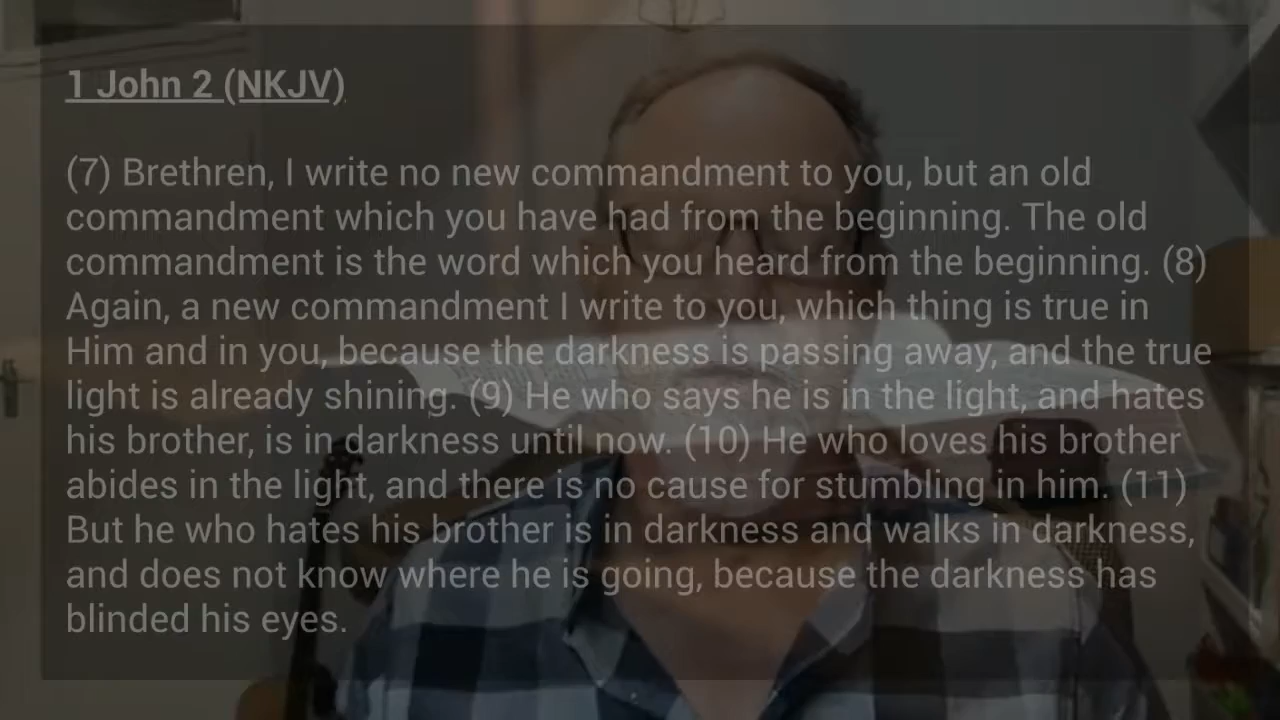 1 John 2 (NKJV)
(7) Brethren, I write no new commandment to you, but an old
commandment which you have had from the beginning. The old
commandment is the word which you heard from the beginning. (8)
Again, a new commandment I write to you, which thing is true in
Him and in you, because the darkness is passing away, and the true
light is already shining. (9) He who says he is in the light, and hates
his brother, is in darkness until now. (10) He who loves his brother
abides in the light, and there is no cause for stumbling in him. (11)
But he who hates his brother is in darkness and walks in darkness,
and does not know where he is going, because the darkness has
blinded his eyes.